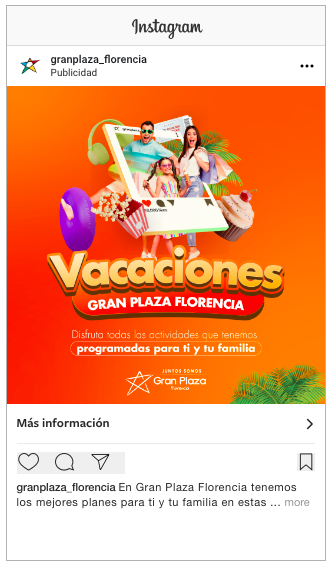 Instagram
granplaza_florencia
Publicidad
Vacaciones
GRAN PLAZA FLORENCIA
Disfruta todas las actividades que tenemos
programadas para ti y tu familia
JUNTOS SOMOS
Gran Plaza
Florencia
Más información
granplaza_florencia En Gran Plaza Florencia tenemos
los mejores planes para ti y tu familia en estas ... more